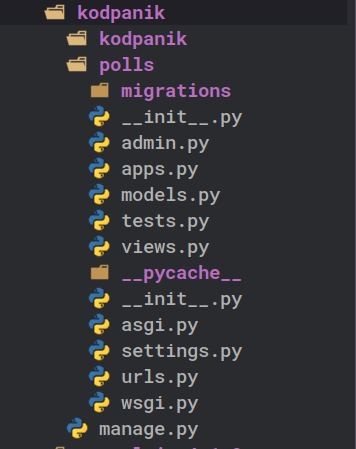 kodpanik
kodpanik
polls
migrations
__init__.py
admin.py
apps.py
models.py
tests.py
views.py
__pycache__
__init__.py
asgi.py
settings.py
urls.py
wsgi.py
manage.py